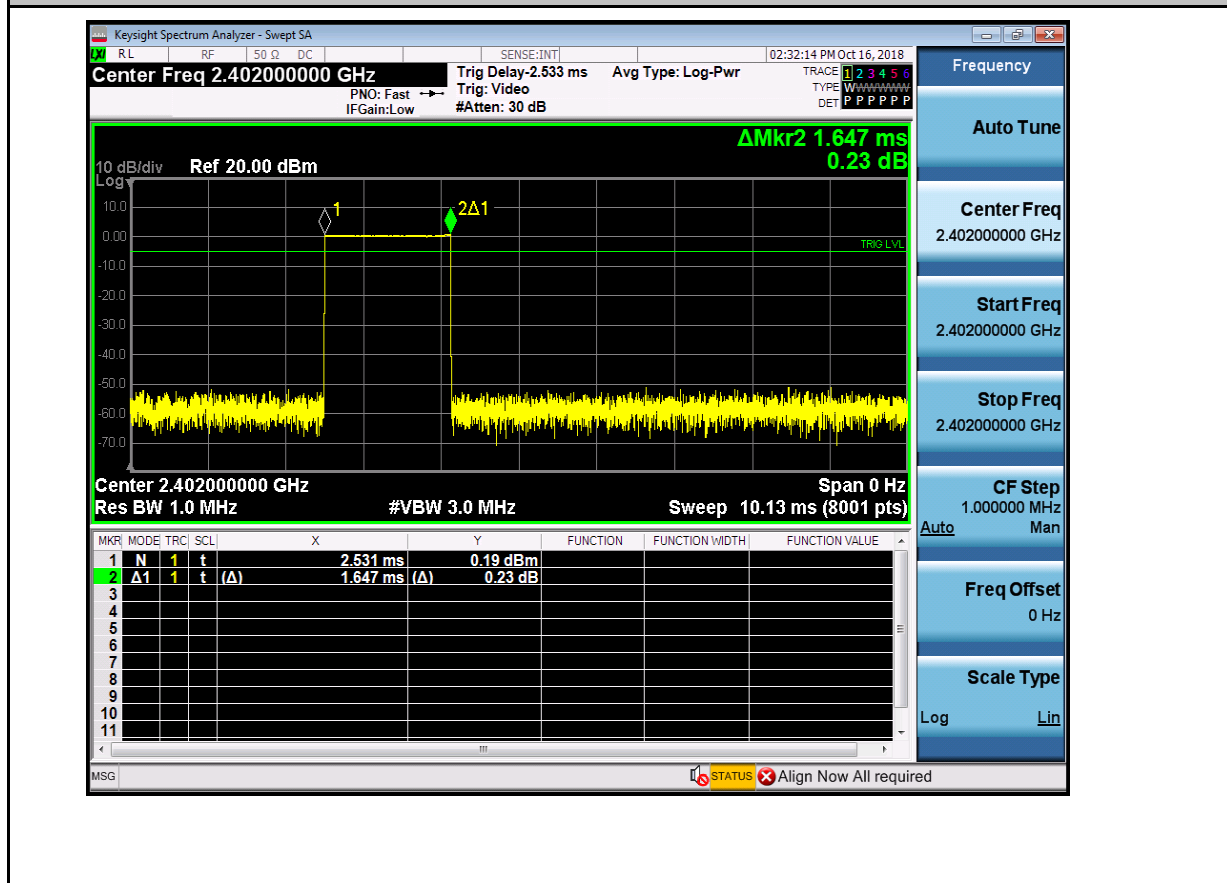 Keysight Spectrum Analyzer - Swept SA
LXI RL RF 50 Ω DC SENSE:INT 02:32:14 PM Oct 16, 2018
Center Freq 2.402000000 GHz
PNO: Fast
IFGain:Low
Trig Delay-2.533 ms
Trig: Video
#Atten: 30 dB
Avg Type: Log-Pwr
TRACE 1 2 3 4 5 6
TYPE WWWWWW
DET P P P P P P
ΔMkr2 1.647 ms
0.23 dB
10 dB/div
Log
Ref 20.00 dBm
10.0
0.00
-10.0
-20.0
-30.0
-40.0
-50.0
-60.0
-70.0
1
2Δ1
TRIG LVL
Center 2.402000000 GHz Span 0 Hz
Res BW 1.0 MHz #VBW 3.0 MHz Sweep 10.13 ms (8001 pts)
MKR MODE TRC SCL X Y FUNCTION FUNCTION WIDTH FUNCTION VALUE
1 N 1 t 2.531 ms 0.19 dBm
2 Δ1 1 t (Δ) 1.647 ms (Δ) 0.23 dB
3
4
5
6
7
8
9
10
11
MSG STATUS Align Now All required
Frequency
Auto Tune
Center Freq
2.402000000 GHz
Start Freq
2.402000000 GHz
Stop Freq
2.402000000 GHz
CF Step
1.000000 MHz
Auto Man
Freq Offset
0 Hz
Scale Type
Log Lin